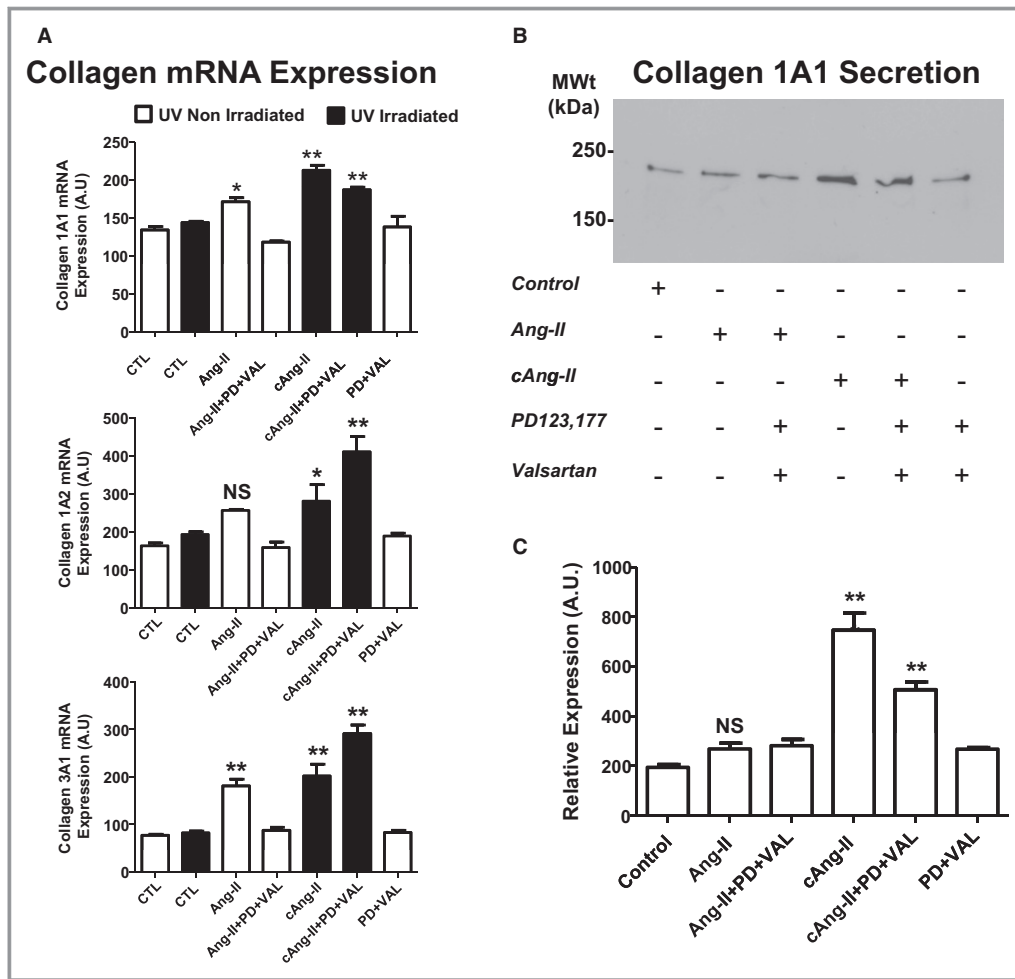 A
Collagen mRNA Expression
UV Non Irradiated UV Irradiated
Collagen 1A1 mRNA
Expression (A.U)
250
200
150
100
50
0
** 
* **
CTL CTL Ang-II Ang-II+PD+VAL cAng-II cAng-II+PD+VAL PD+VAL
Collagen 1A2 mRNA
Expression (A.U)
500
400
300
200
100
0
**
*
NS
CTL CTL Ang-II Ang-II+PD+VAL cAng-II cAng-II+PD+VAL PD+VAL
Collagen 3A1 mRNA
Expression (A.U)
400
300
200
100
0
**
** **
CTL CTL Ang-II Ang-II+PD+VAL cAng-II cAng-II+PD+VAL PD+VAL
B
Collagen 1A1 Secretion
MWt
(kDa)
250
150
Control + - - - - -
Ang-II - + + - - -
cAng-II - - - + + -
PD123,177 - - + - + +
Valsartan - - + - + +
C
Relative Expression (A.U.)
1000
800
600
400
200
0
**
**
NS
Control Ang-II Ang-II+PD+VAL cAng-II cAng-II+PD+VAL PD+VAL